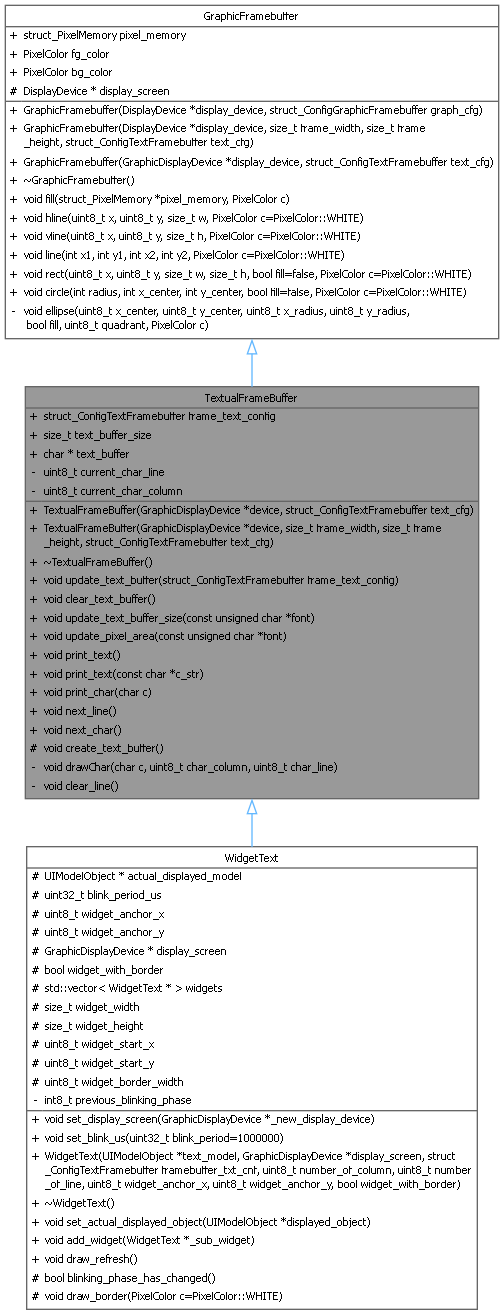 GraphicFramebuffer
+ struct_PixelMemory pixel_memory
+ PixelColor fg_color
+ PixelColor bg_color
# DisplayDevice * display_screen
+ GraphicFramebuffer(DisplayDevice *display_device, struct_ConfigGraphicFramebuffer graph_cfg)
+ GraphicFramebuffer(DisplayDevice *display_device, size_t frame_width, size_t frame
_height, struct_ConfigTextFramebuffer text_cfg)
+ GraphicFramebuffer(GraphicDisplayDevice *display_device, struct_ConfigTextFramebuffer text_cfg)
+ ~GraphicFramebuffer()
+ void fill(struct_PixelMemory *pixel_memory, PixelColor c)
+ void hline(uint8_t x, uint8_t y, size_t w, PixelColor c=PixelColor::WHITE)
+ void vline(uint8_t x, uint8_t y, size_t h, PixelColor c=PixelColor::WHITE)
+ void line(int x1, int y1, int x2, int y2, PixelColor c=PixelColor::WHITE)
+ void rect(uint8_t x, uint8_t y, size_t w, size_t h, bool fill=false, PixelColor c=PixelColor::WHITE)
+ void circle(int radius, int x_center, int y_center, bool fill=false, PixelColor c=PixelColor::WHITE)
- void ellipse(uint8_t x_center, uint8_t y_center, uint8_t x_radius, uint8_t y_radius,
bool fill, uint8_t quadrant, PixelColor c)
TextualFrameBuffer
+ struct_ConfigTextFramebuffer frame_text_config
+ size_t text_buffer_size
+ char * text_buffer
- uint8_t current_char_line
- uint8_t current_char_column
+ TextualFrameBuffer(GraphicDisplayDevice *device, struct_ConfigTextFramebuffer text_cfg)
+ TextualFrameBuffer(GraphicDisplayDevice *device, size_t frame_width, size_t frame
_height, struct_ConfigTextFramebuffer text_cfg)
+ ~TextualFrameBuffer()
+ void update_text_buffer(struct_ConfigTextFramebuffer frame_text_config)
+ void clear_text_buffer()
+ void update_text_buffer_size(const unsigned char *font)
+ void update_pixel_area(const unsigned char *font)
+ void print_text()
+ void print_text(const char *c_str)
+ void print_char(char c)
+ void next_line()
+ void next_char()
# void create_text_buffer()
- void drawChar(char c, uint8_t char_column, uint8_t char_line)
- void clear_line()
WidgetText
# UIModelObject * actual_displayed_model
# uint32_t blink_period_us
# uint8_t widget_anchor_x
# uint8_t widget_anchor_y
# GraphicDisplayDevice * display_screen
# bool widget_with_border
# std::vector< WidgetText * > widgets
# size_t widget_width
# size_t widget_height
# uint8_t widget_start_x
# uint8_t widget_start_y
# uint8_t widget_border_width
- int8_t previous_blinking_phase
+ void set_display_screen(GraphicDisplayDevice *_new_display_device)
+ void set_blink_us(uint32_t blink_period=1000000)
+ WidgetText(UIModelObject *text_model, GraphicDisplayDevice *display_screen, struct
_ConfigTextFramebuffer framebuffer_txt_cnf, uint8_t number_of_column, uint8_t number
_of_line, uint8_t widget_anchor_x, uint8_t widget_anchor_y, bool widget_with_border)
+ ~WidgetText()
+ void set_actual_displayed_object(UIModelObject *displayed_object)
+ void add_widget(WidgetText *_sub_widget)
+ void draw_refresh()
# bool blinking_phase_has_changed()
# void draw_border(PixelColor c=PixelColor::WHITE)